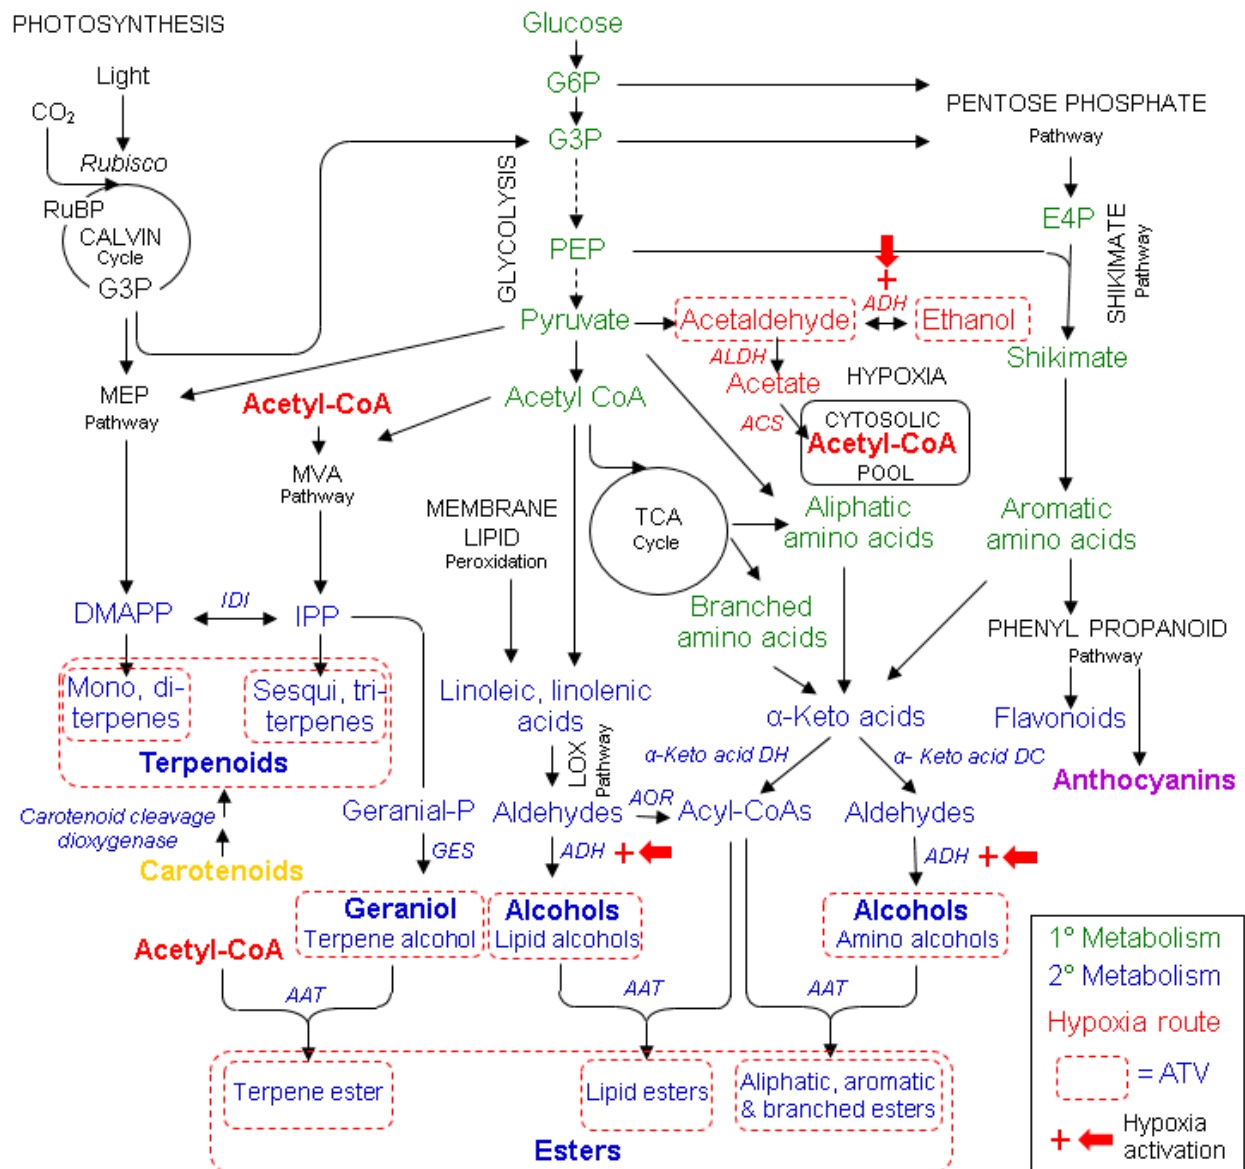 PHOTOSYNTHESIS
Light
CO₂
Rubisco
RuBP
CALVIN
Cycle
G3P
Glucose
G6P
G3P
GLYCOLYSIS
PEP
Pyruvate
PENTOSE PHOSPHATE
Pathway
E4P
SHIKIMATE
Pathway
+
ADH
Acetaldehyde
Ethanol
ALDH
Acetate
HYPOXIA
ACS
CYTOSOLIC
Acetyl-CoA
POOL
Shikimate
MEP
Pathway
Acetyl-CoA
Acetyl CoA
MVA
Pathway
MEMBRANE
LIPID
Peroxidation
TCA
Cycle
Aliphatic
amino acids
Aromatic
amino acids
Branched
amino acids
DMAPP
IDI
IPP
PHENYL PROPANOID
Pathway
Mono, di-
terpenes
Sesqui, tri-
terpenes
Terpenoids
Linoleic, linolenic
acids
α-Keto acids
Flavonoids
Anthocyanins
LOX
Pathway
α-Keto acid DH
α- Keto acid DC
Carotenoid cleavage
dioxygenase
Carotenoids
Geranial-P
GES
Aldehydes
AOR
Acyl-CoAs
Aldehydes
ADH +
ADH +
Geraniol
Terpene alcohol
Alcohols
Lipid alcohols
Alcohols
Amino alcohols
Acetyl-CoA
AAT
AAT
AAT
Terpene ester
Lipid esters
Aliphatic, aromatic
& branched esters
Esters
1º Metabolism
2º Metabolism
Hypoxia route
= ATV
+ Hypoxia
activation